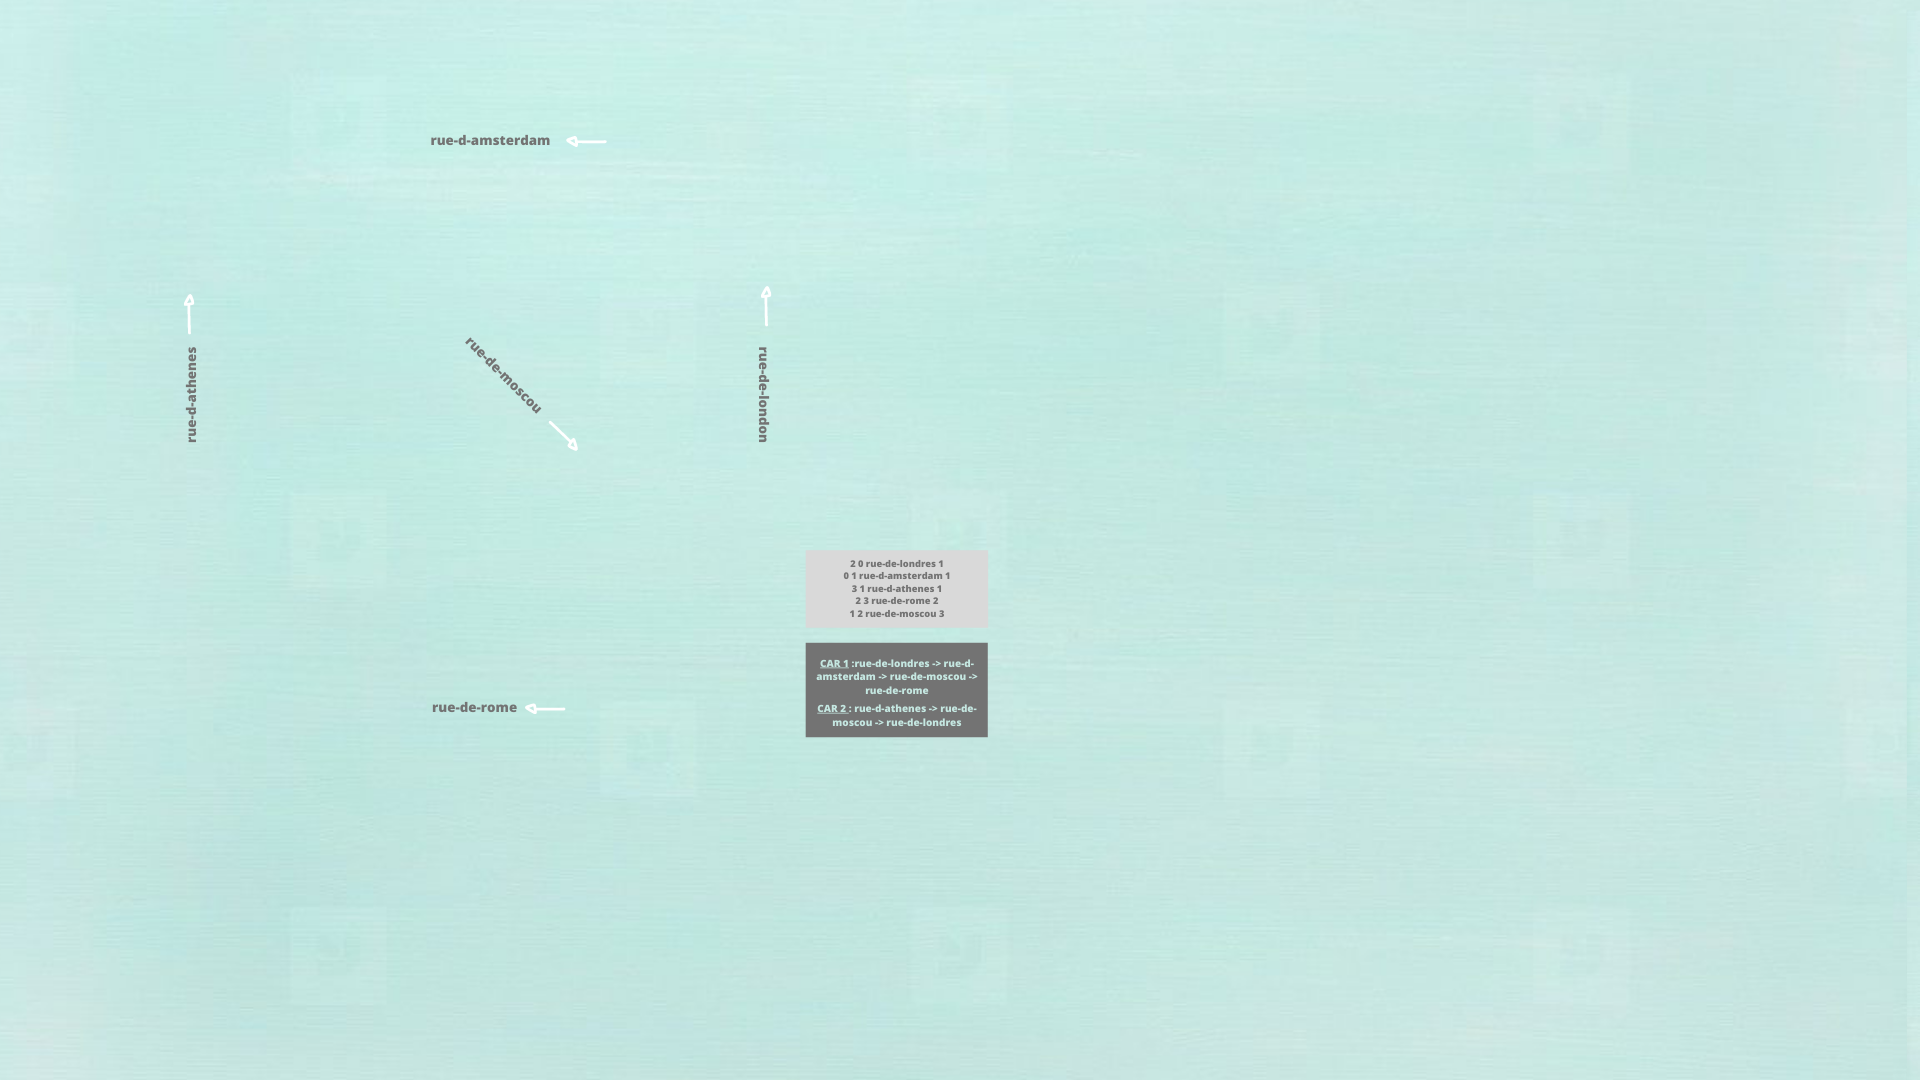 rue-d-amsterdam
rue-d-athenes
rue-de-moscou
rue-de-london
2 0 rue-de-londres 1
0 1 rue-d-amsterdam 1
3 1 rue-d-athenes 1
2 3 rue-de-rome 2
1 2 rue-de-moscou 3
CAR 1 :rue-de-londres -> rue-d-
amsterdam -> rue-de-moscou ->
rue-de-rome
CAR 2 : rue-d-athenes -> rue-de-
moscou -> rue-de-londres
rue-de-rome